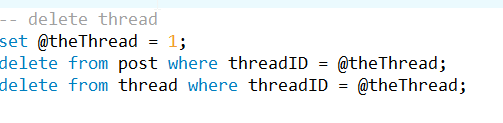 -- delete thread
set @theThread = 1;
delete from post where threadID = @theThread;
delete from thread where threadID = @theThread;